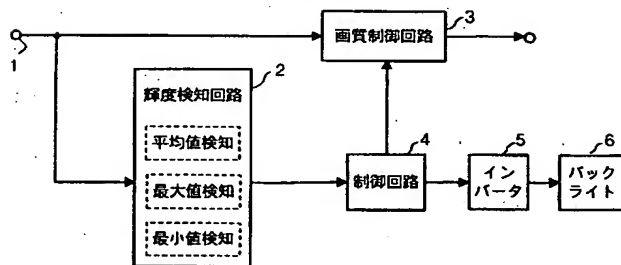 1
3
画質制御回路
2
輝度検知回路
平均値検知
最大値検知
最小値検知
4
制御回路
5
イン
バータ
6
バック
ライト